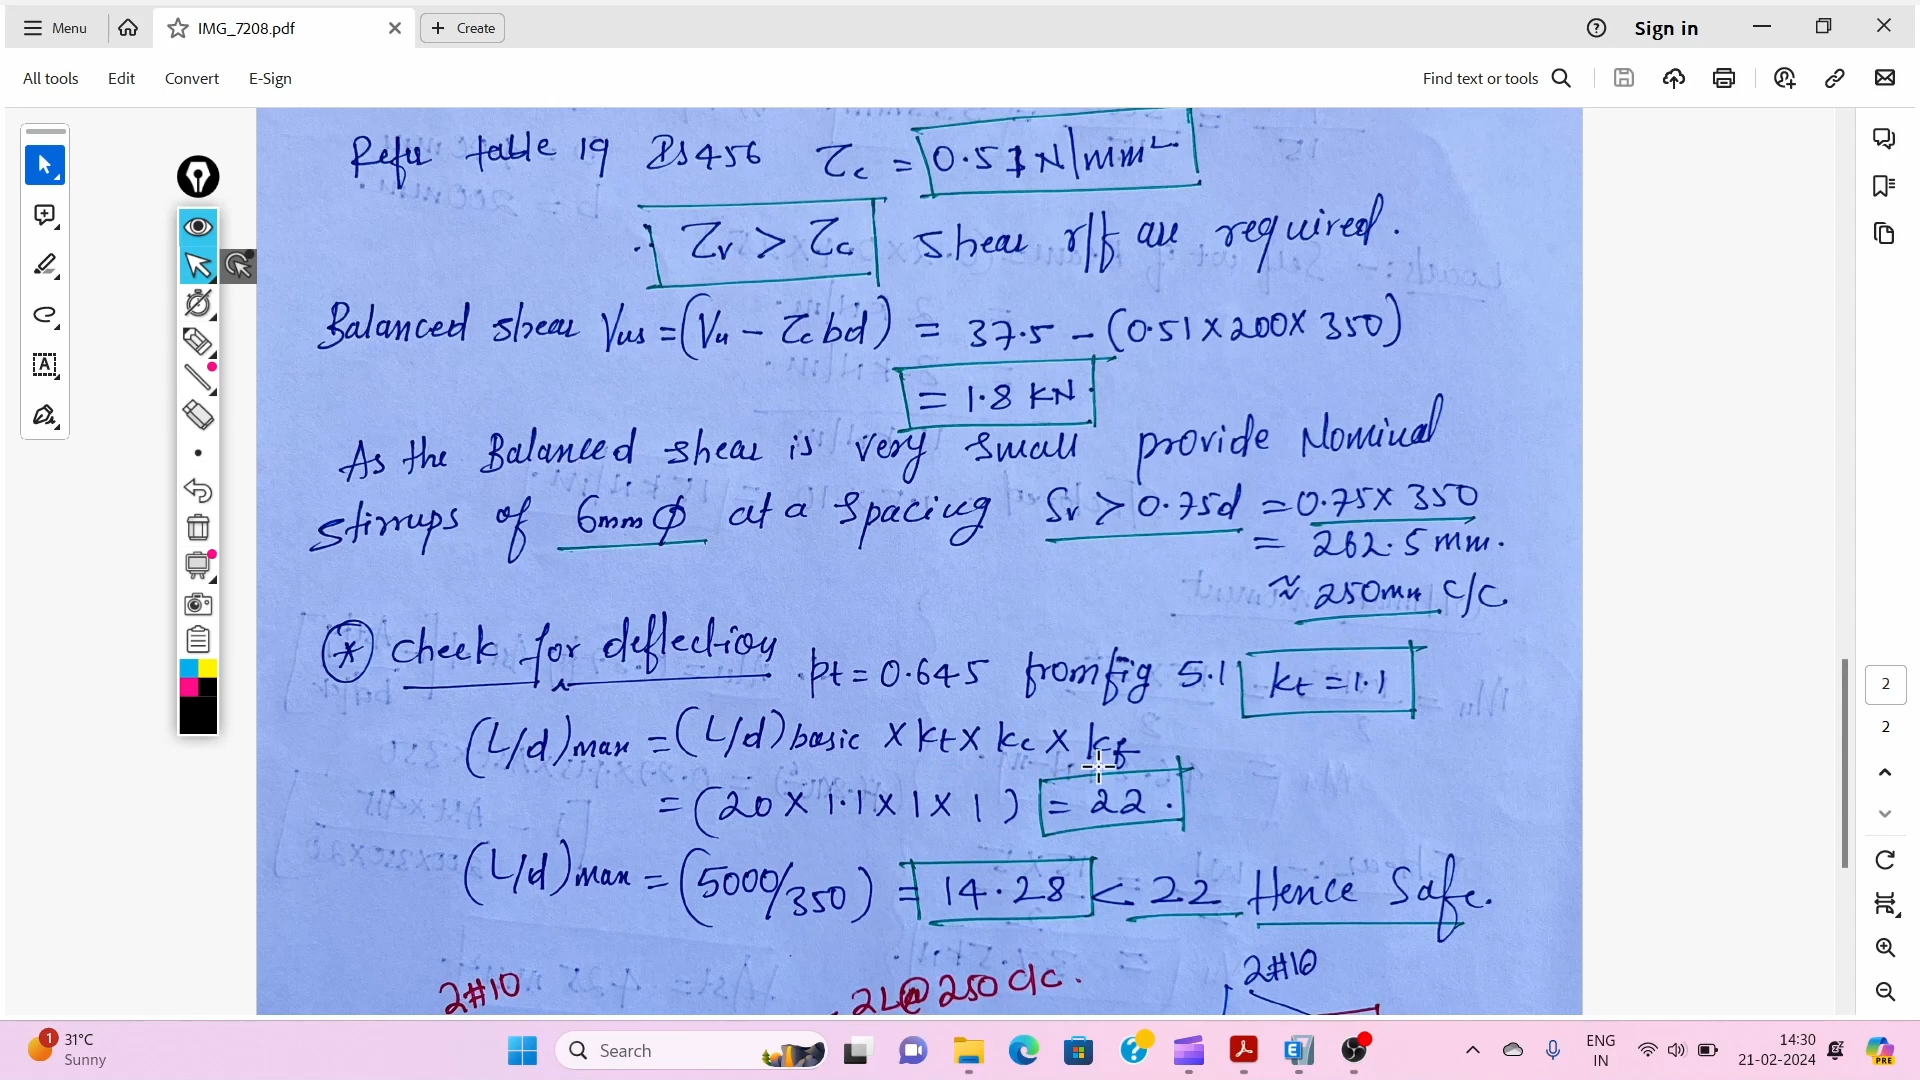 Menu
IMG_7208.pdf
Create
Sign in
All tools Edit Convert E-Sign
Find text or tools
Refer table 19 IS456 τc = 0.51 N/mm²
∴ τv > τc shear r/f are required.
Balanced shear Vus = (Vu - τc bd) = 37.5 - (0.51 x 200 x 350)
= 1.8 KN
As the Balanced shear is very small provide Nominal
stirrups of 6mm Φ at a spacing Sv > 0.75d = 0.75 x 350
= 262.5 mm.
≈ 250mm c/c.
* Check for deflection pt = 0.645 from fig 5.1 kt = 1.1
(L/d)max = (L/d)basic x kt x kc x kf
= (20 x 1.1 x 1 x 1) = 22.
(L/d)max = (5000/350) = 14.28 < 22 Hence Safe.
2#10
2#10
2L@250 c/c.
2
2
1
31°C
Sunny
Search
PRE
ENG
IN
14:30
21-02-2024